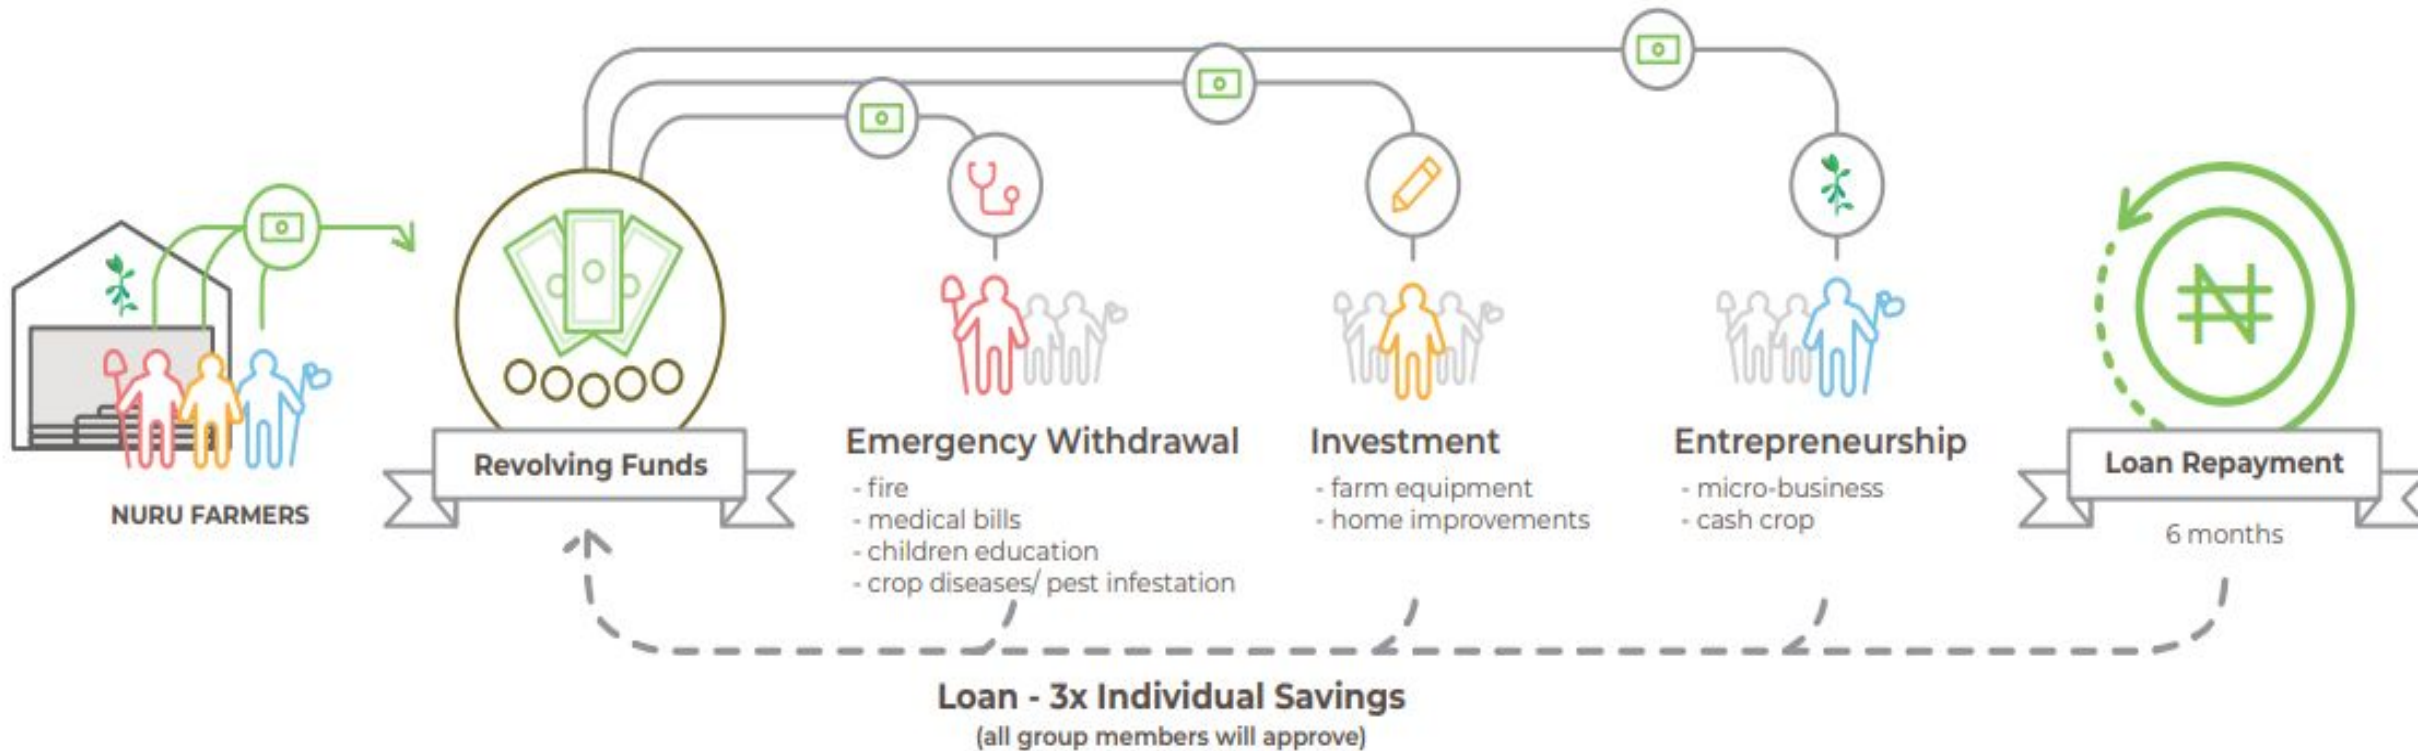 NURU FARMERS
Revolving Funds
Emergency Withdrawal
- fire
- medical bills
- children education
- crop diseases/ pest infestation
Investment
- farm equipment
- home improvements
Entrepreneurship
- micro-business
- cash crop
₦
Loan Repayment
6 months
Loan - 3x Individual Savings
(all group members will approve)